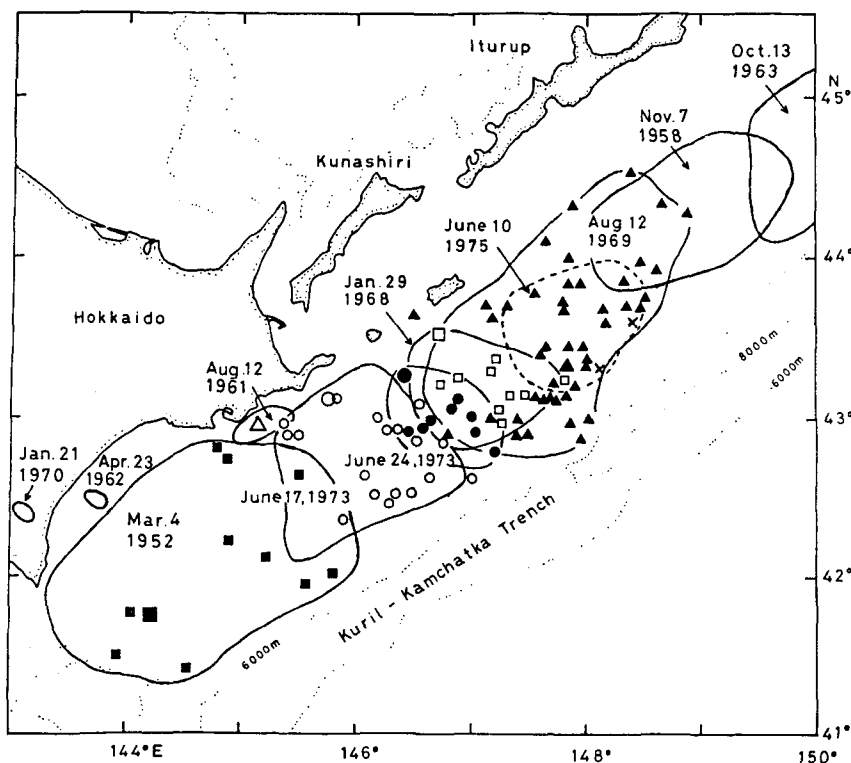 Iturup
Oct.13
1963
N
45°
Nov.7
1958
Kunashiri
June 10
1975
Aug 12
1969
44°
Jan.29
1968
Hokkaido
8000m
6000m
Aug.12
1961
43°
June 24,1973
Jan.21
1970
Apr.23
1962
June 17,1973
Mar.4
1952
Kuril-Kamchatka Trench
42°
6000m
41°
144°E
146°
148°
150°